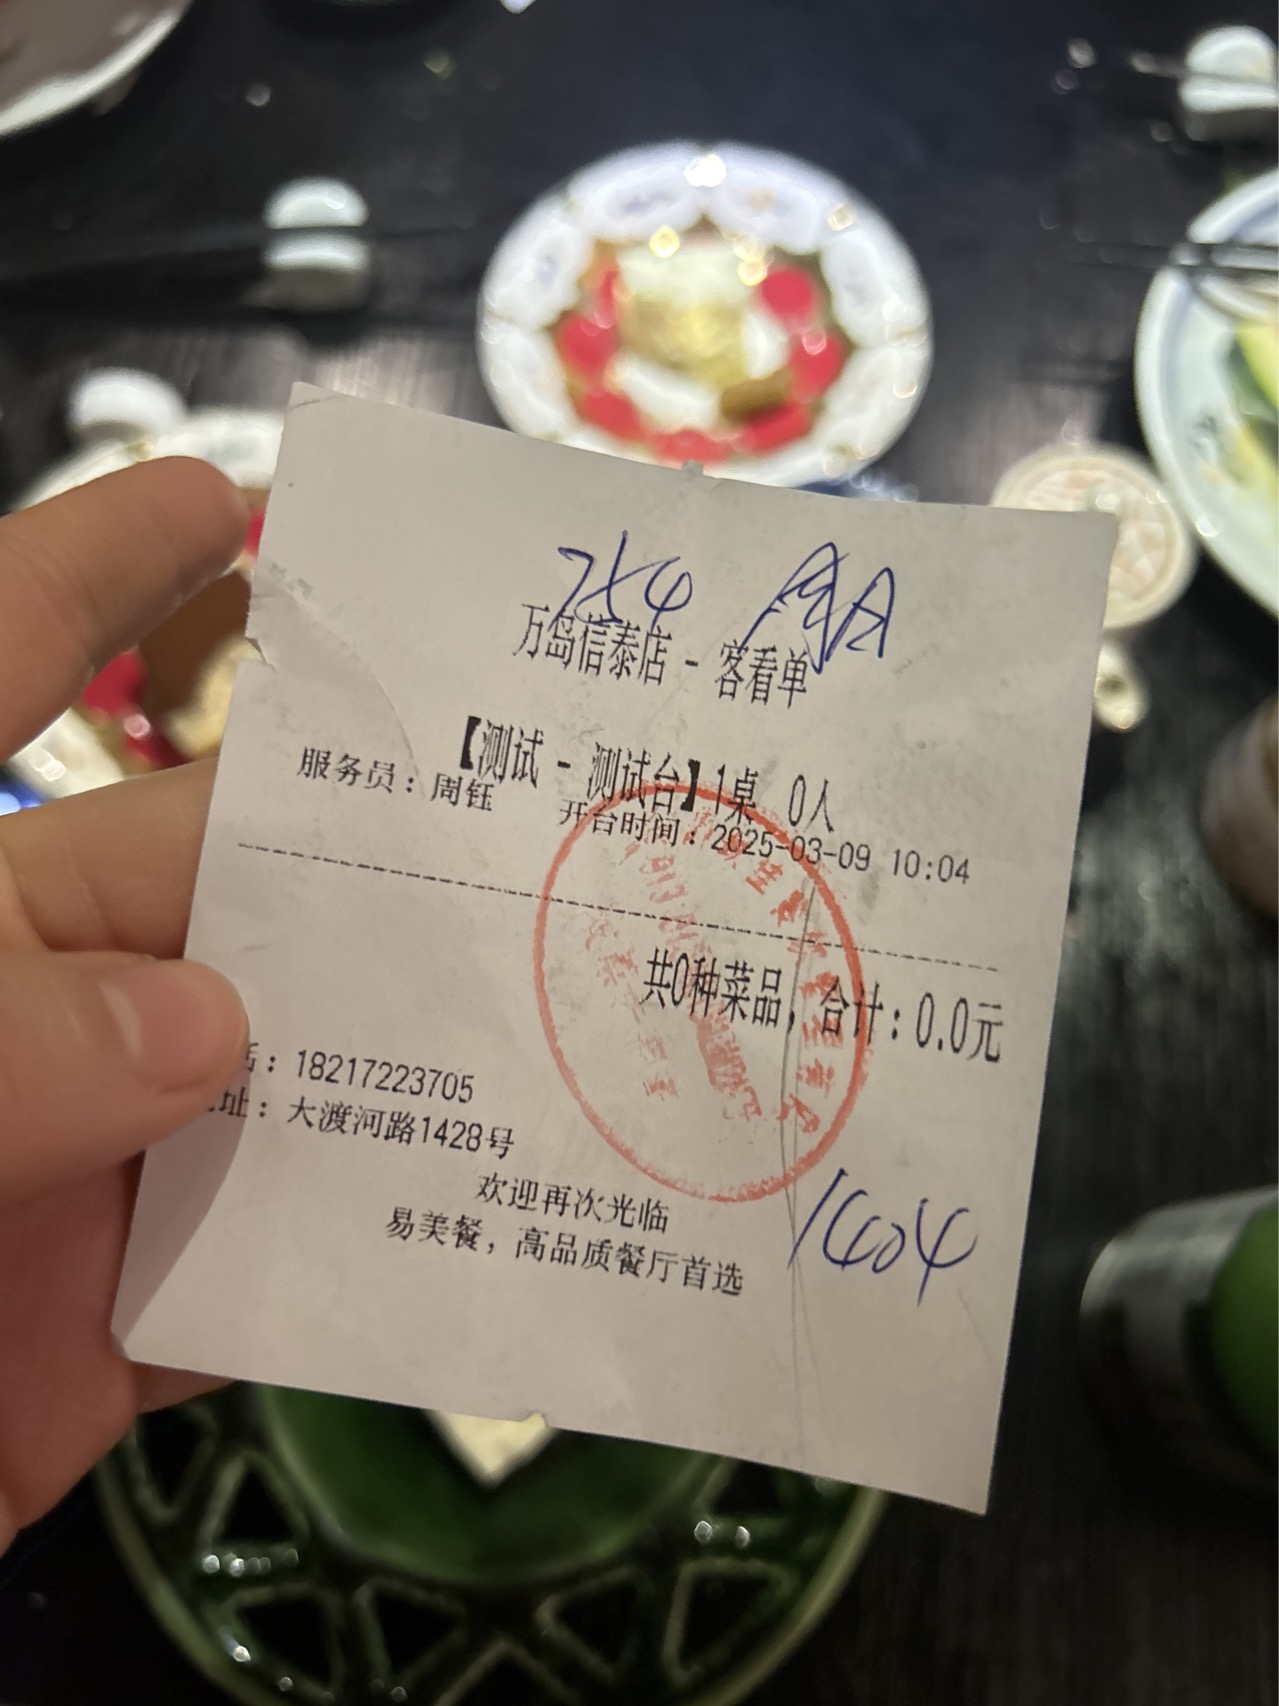 254
万岛信泰店 - 客看单
【测试 - 测试台】1桌 0人
服务员：周钰
开台时间：2025-03-09 10:04
共0种菜品，合计：0.0元
话：18217223705
址：大渡河路1428号
欢迎再次光临
易美餐，高品质餐厅首选
1404